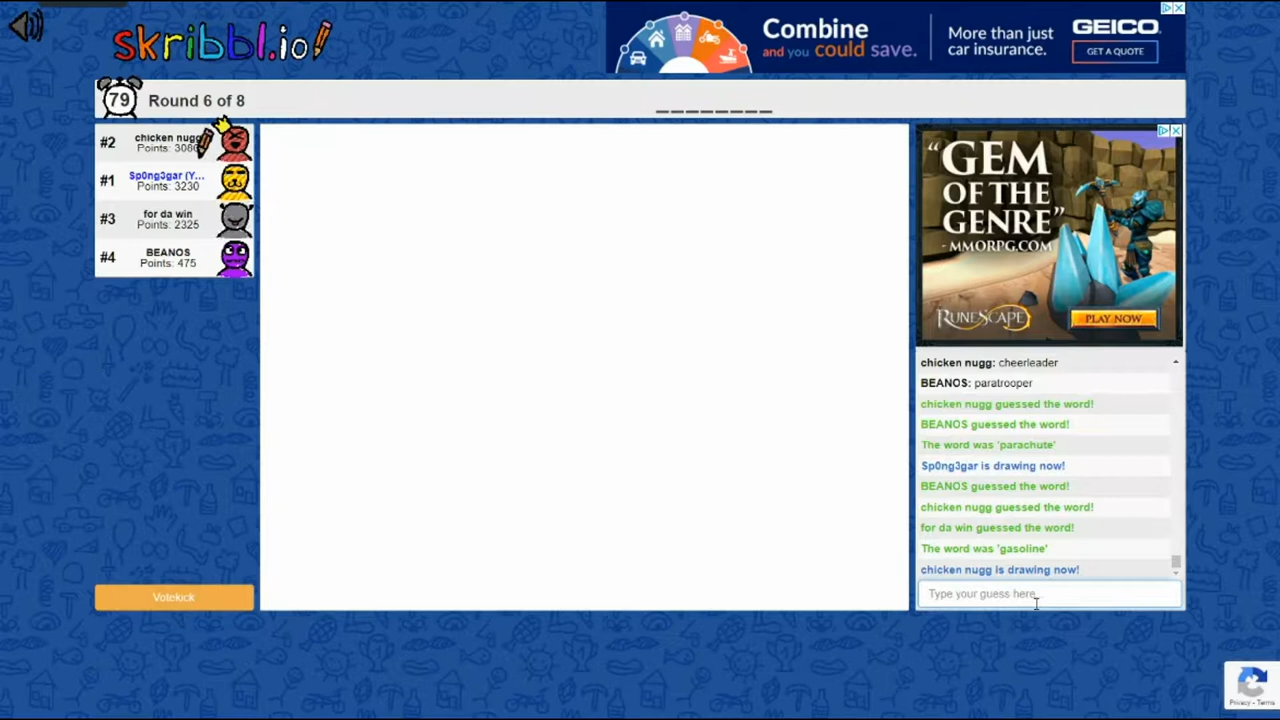 skribbl.io
Combine
and you could save.
More than just
car insurance.
GEICO
GET A QUOTE
79
Round 6 of 8
_ _ _ _ _ _ _ _
#2
chicken nugg
Points: 3080
#1
Sp0ng3gar (Y...
Points: 3230
#3
for da win
Points: 2325
#4
BEANOS
Points: 475
Votekick
“GEM
OF THE
GENRE”
- MMORPG.COM
RUNESCAPE
PLAY NOW
chicken nugg: cheerleader
BEANOS: paratrooper
chicken nugg guessed the word!
BEANOS guessed the word!
The word was 'parachute'
Sp0ng3gar is drawing now!
BEANOS guessed the word!
chicken nugg guessed the word!
for da win guessed the word!
The word was 'gasoline'
chicken nugg is drawing now!
Type your guess here
Privacy - Terms